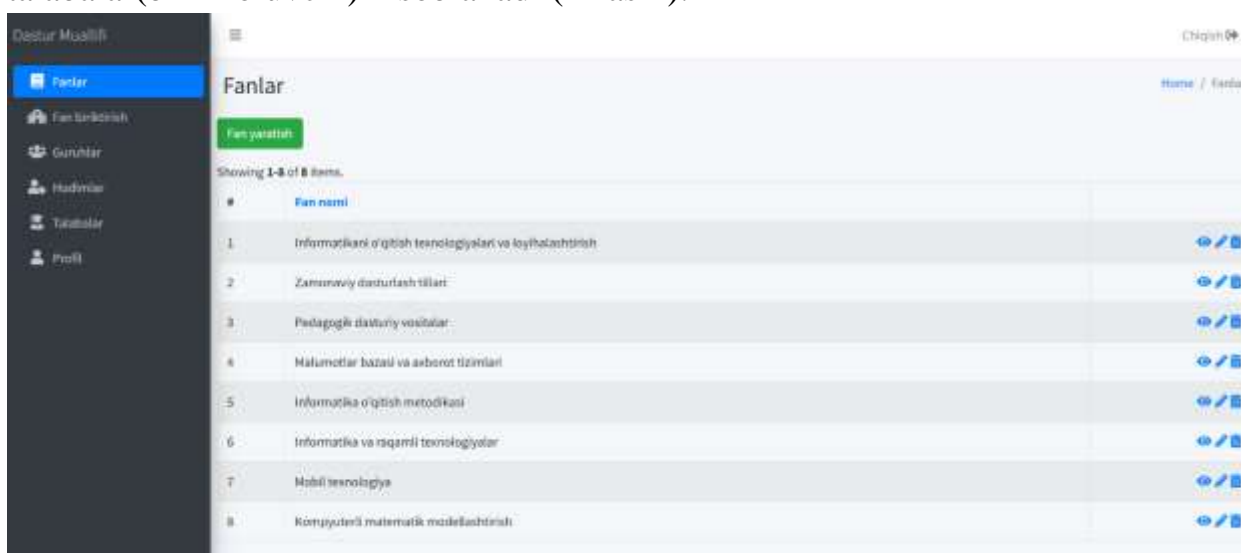 Dastur Muallifi
Chiqish
Fanlar
Fan biriktirish
Guruhlar
Hodimlar
Talabalar
Profil
Fanlar
Home / Fanla
Fan yaratish
Showing 1-8 of 8 items.
# Fan nomi
1 Informatikani o'qitish texnologiyalari va loyihalashtirish
2 Zamonaviy dasturlash tillari
3 Pedagogik dasturiy vositalar
4 Malumotlar bazasi va axborot tizimlari
5 Informatika o'qitish metodikasi
6 Informatika va raqamli texnologiyalar
7 Mobil texnologiya
8 Kompyuterli matematik modellashtirish